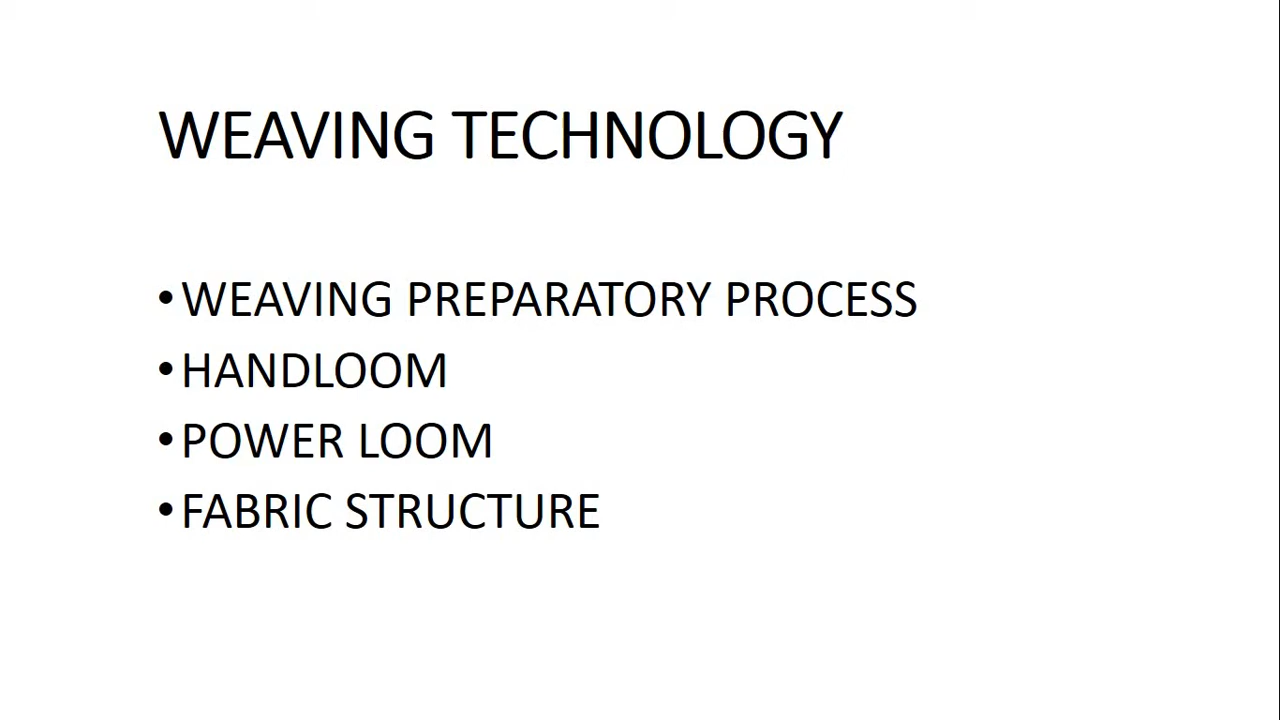 WEAVING TECHNOLOGY
•WEAVING PREPARATORY PROCESS
•HANDLOOM
•POWER LOOM
•FABRIC STRUCTURE